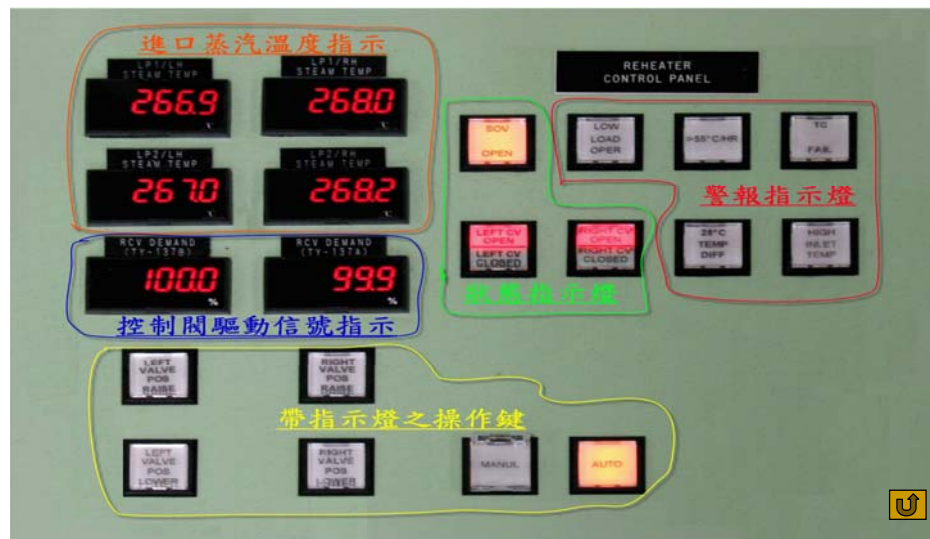 進口蒸汽溫度指示
LP1/LH
STEAM TEMP
266.9
℃
LP1/RH
STEAM TEMP
268.0
℃
LP2/LH
STEAM TEMP
267.0
℃
LP2/RH
STEAM TEMP
268.2
℃
RCV DEMAND
(TY-137B)
100.0
%
RCV DEMAND
(TY-137A)
99.9
%
控制閥驅動信號指示
REHEATER
CONTROL PANEL
SOV
OPEN
LEFT CV
OPEN
LEFT CV
CLOSED
RIGHT CV
OPEN
RIGHT CV
CLOSED
狀態指示燈
LOW
LOAD
OPER
>55°C/HR
TC
FAIL
警報指示燈
28°C
TEMP
DIFF
HIGH
INLET
TEMP
LEFT
VALVE
POS
RAISE
RIGHT
VALVE
POS
RAISE
帶指示燈之操作鍵
LEFT
VALVE
POS
LOWER
RIGHT
VALVE
POS
LOWER
MANUL
AUTO